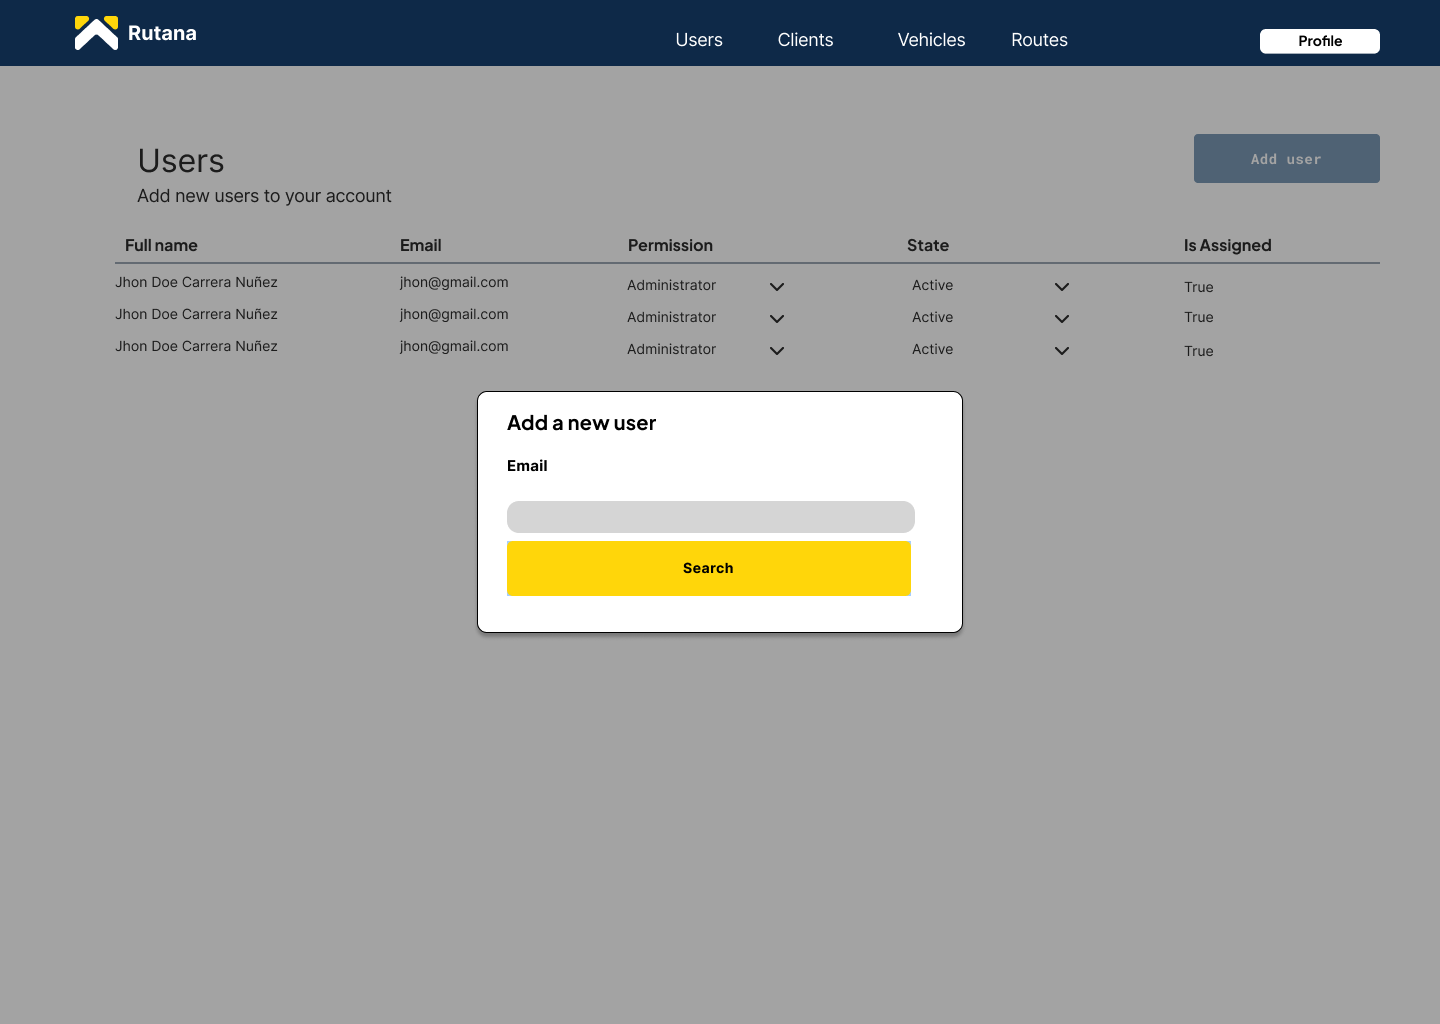 Rutana
Users Clients Vehicles Routes Profile
Users
Add user
Add new users to your account
Full name Email Permission State Is Assigned
Jhon Doe Carrera Nuñez jhon@gmail.com Administrator Active True
Jhon Doe Carrera Nuñez jhon@gmail.com Administrator Active True
Jhon Doe Carrera Nuñez jhon@gmail.com Administrator Active True
Add a new user
Email
Search